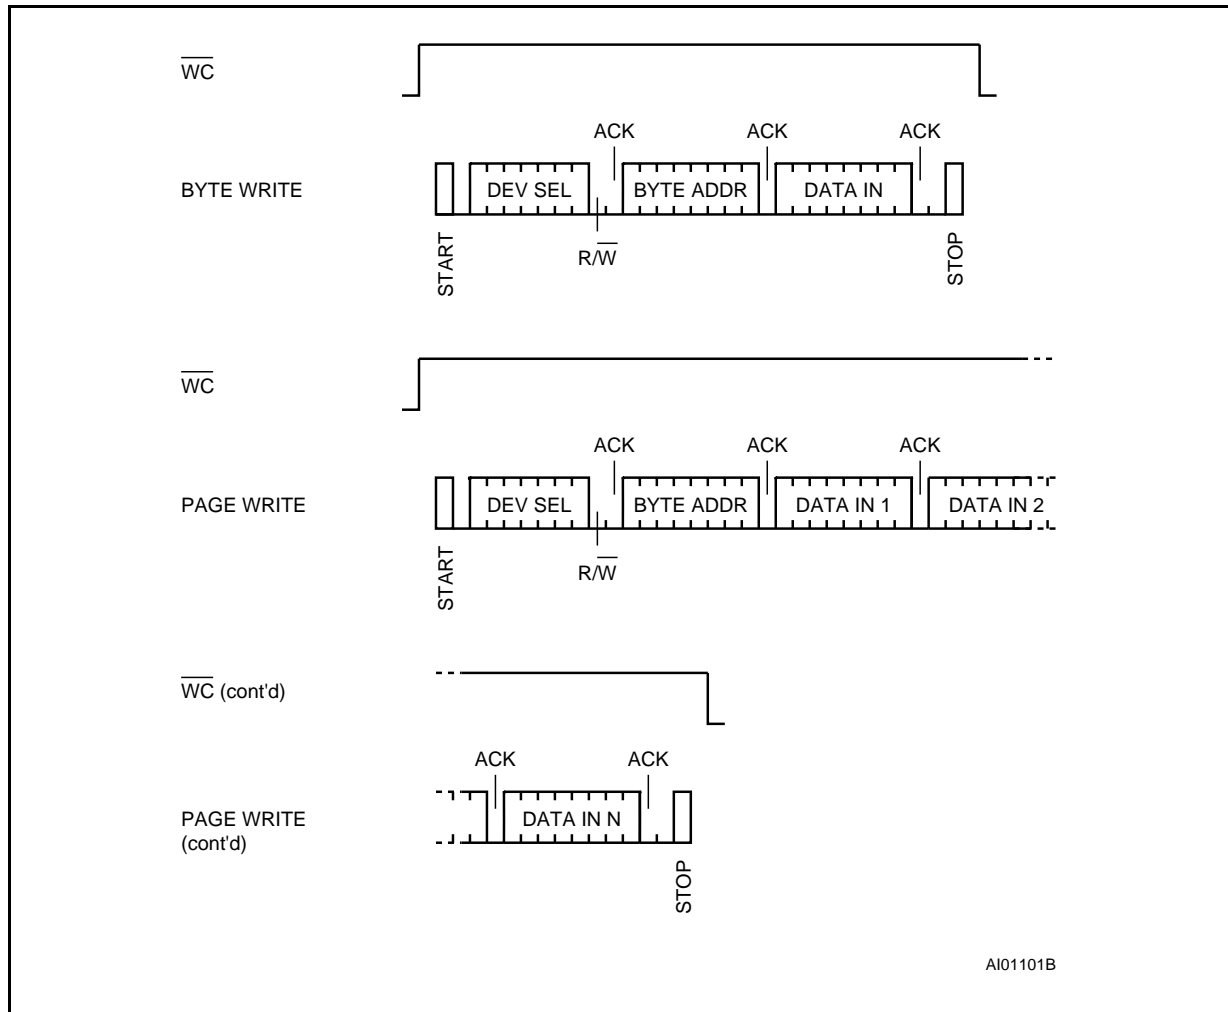 WC
ACK ACK ACK
BYTE WRITE DEV SEL BYTE ADDR DATA IN
START R/W STOP
WC
ACK ACK ACK
PAGE WRITE DEV SEL BYTE ADDR DATA IN 1 DATA IN 2
START R/W
WC (cont'd)
ACK ACK
PAGE WRITE DATA IN N
(cont'd)
STOP
AI01101B